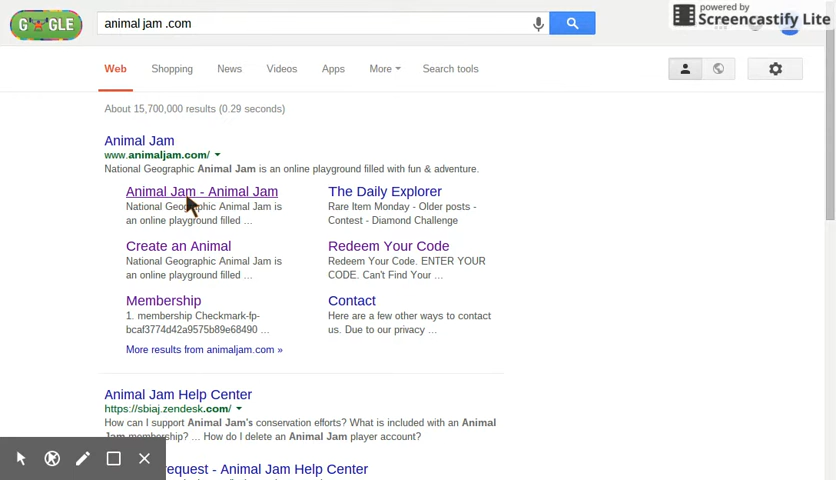 GOOGLE
animal jam .com
powered by
Screencastify Lite
Web Shopping News Videos Apps More Search tools
About 15,700,000 results (0.29 seconds)
Animal Jam
www.animaljam.com/
National Geographic Animal Jam is an online playground filled with fun & adventure.
Animal Jam - Animal Jam
National Geographic Animal Jam is
an online playground filled ...
The Daily Explorer
Rare Item Monday - Older posts -
Contest - Diamond Challenge
Create an Animal
National Geographic Animal Jam is
an online playground filled ...
Redeem Your Code
Redeem Your Code. ENTER YOUR
CODE. Can't Find Your ...
Membership
1. membership Checkmark-fp-
bcaf3774d42a9575b89e68490 ...
Contact
Here are a few other ways to contact
us. Due to our privacy ...
More results from animaljam.com »
Animal Jam Help Center
https://sbiaj.zendesk.com/
How can I support Animal Jam's conservation efforts? What is included with an Animal
Jam membership? ... How do I delete an Animal Jam player account?
request - Animal Jam Help Center